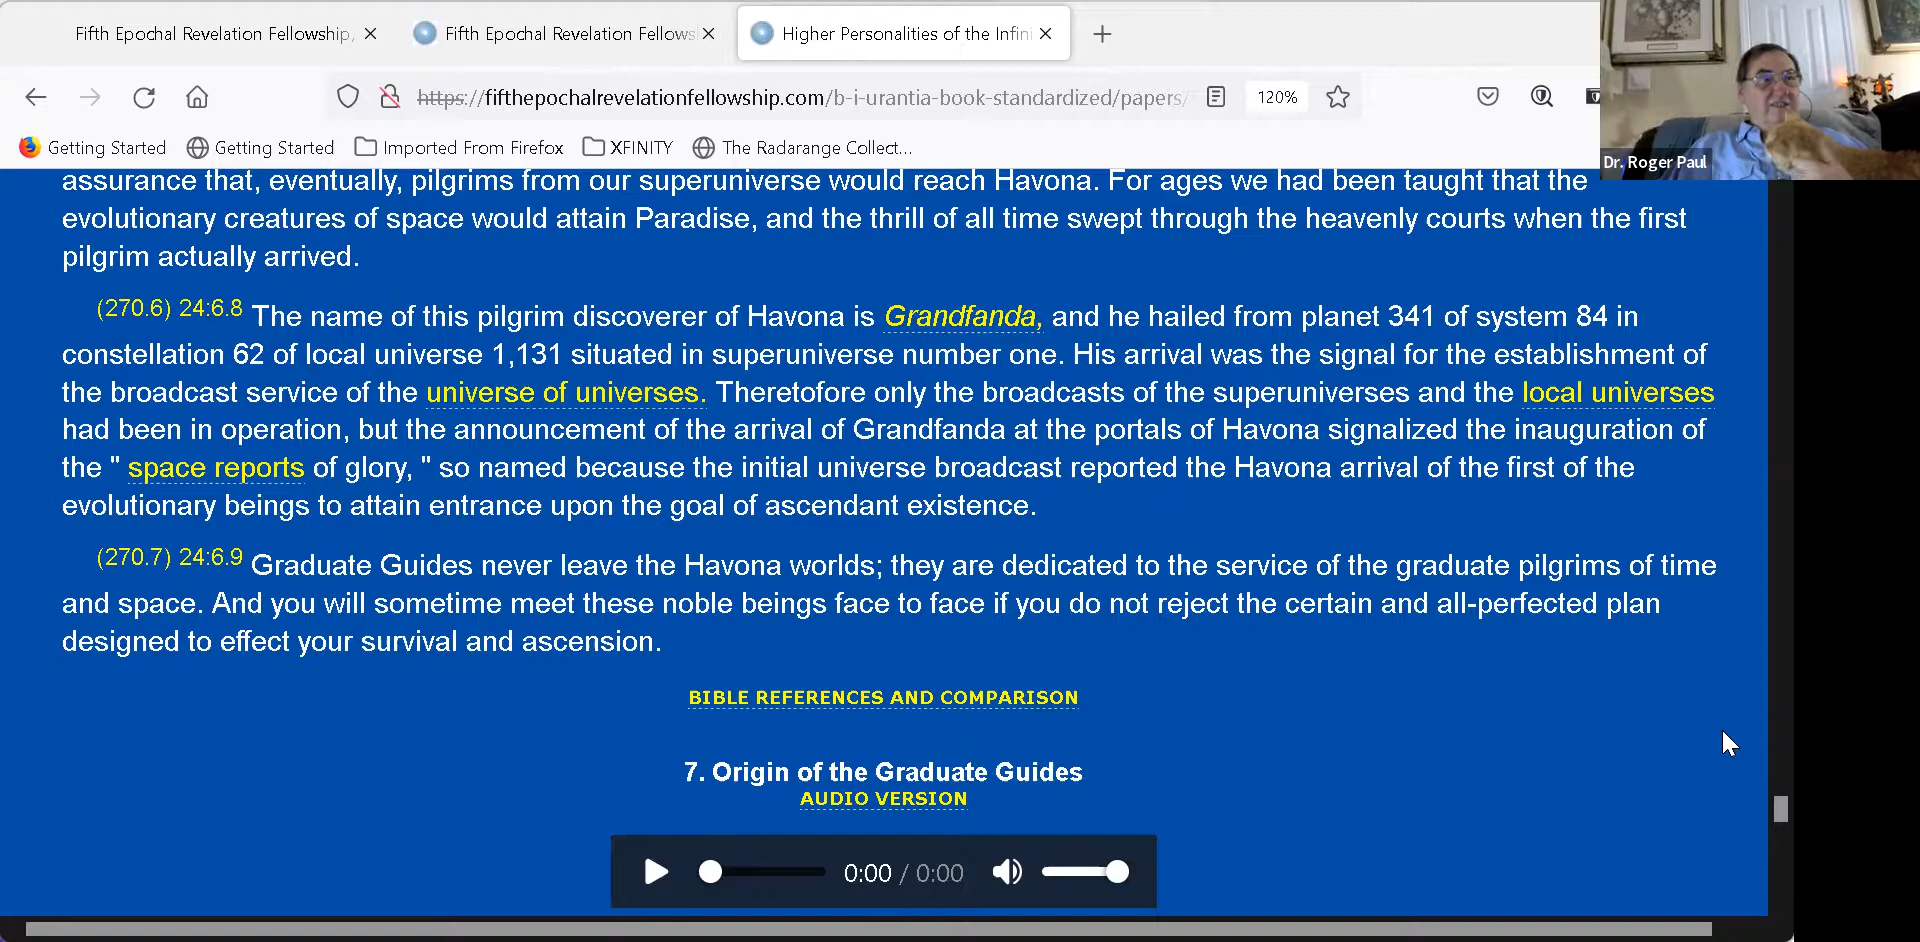 Fifth Epochal Revelation Fellowship,
Fifth Epochal Revelation Fellows
Higher Personalities of the Infini
https://fifthepochalrevelationfellowship.com/b-i-urantia-book-standardized/papers/
120%
Getting Started
Getting Started
Imported From Firefox
XFINITY
The Radarange Collect...
Dr. Roger Paul
assurance that, eventually, pilgrims from our superuniverse would reach Havona. For ages we had been taught that the
evolutionary creatures of space would attain Paradise, and the thrill of all time swept through the heavenly courts when the first
pilgrim actually arrived.
(270.6) 24:6.8 The name of this pilgrim discoverer of Havona is Grandfanda, and he hailed from planet 341 of system 84 in
constellation 62 of local universe 1,131 situated in superuniverse number one. His arrival was the signal for the establishment of
the broadcast service of the universe of universes. Theretofore only the broadcasts of the superuniverses and the local universes
had been in operation, but the announcement of the arrival of Grandfanda at the portals of Havona signalized the inauguration of
the " space reports of glory, " so named because the initial universe broadcast reported the Havona arrival of the first of the
evolutionary beings to attain entrance upon the goal of ascendant existence.
(270.7) 24:6.9 Graduate Guides never leave the Havona worlds; they are dedicated to the service of the graduate pilgrims of time
and space. And you will sometime meet these noble beings face to face if you do not reject the certain and all-perfected plan
designed to effect your survival and ascension.
BIBLE REFERENCES AND COMPARISON
7. Origin of the Graduate Guides
AUDIO VERSION
0:00 / 0:00